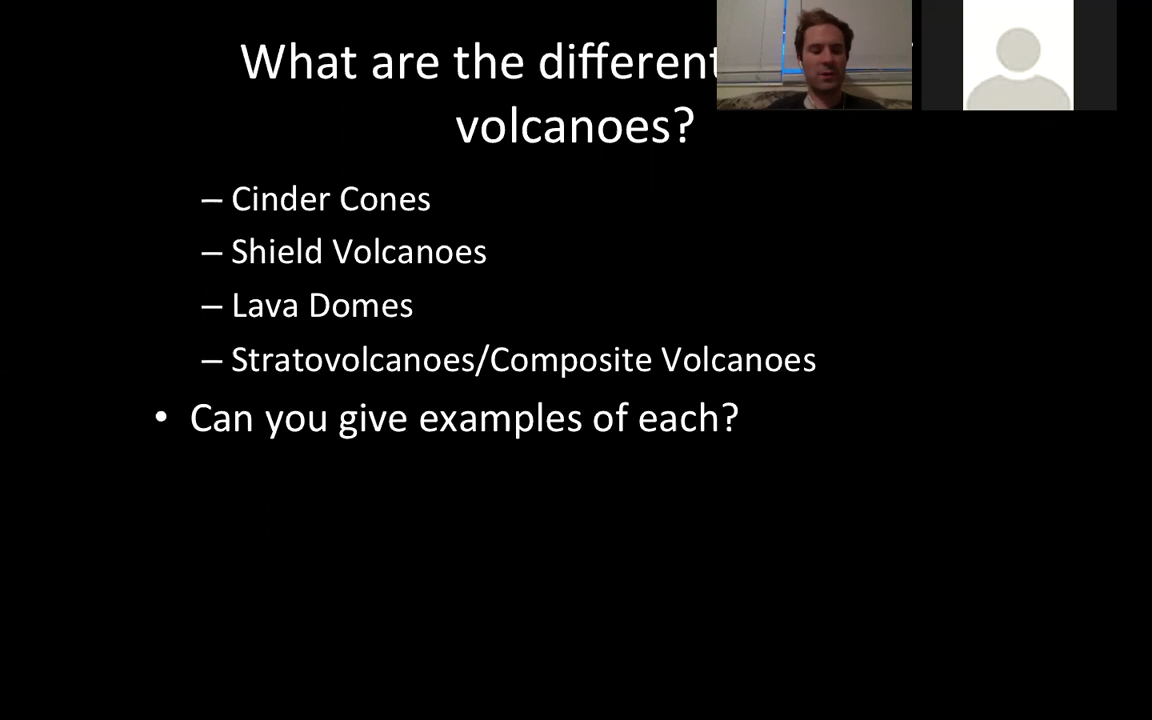 What are the different
volcanoes?
– Cinder Cones
– Shield Volcanoes
– Lava Domes
– Stratovolcanoes/Composite Volcanoes
• Can you give examples of each?